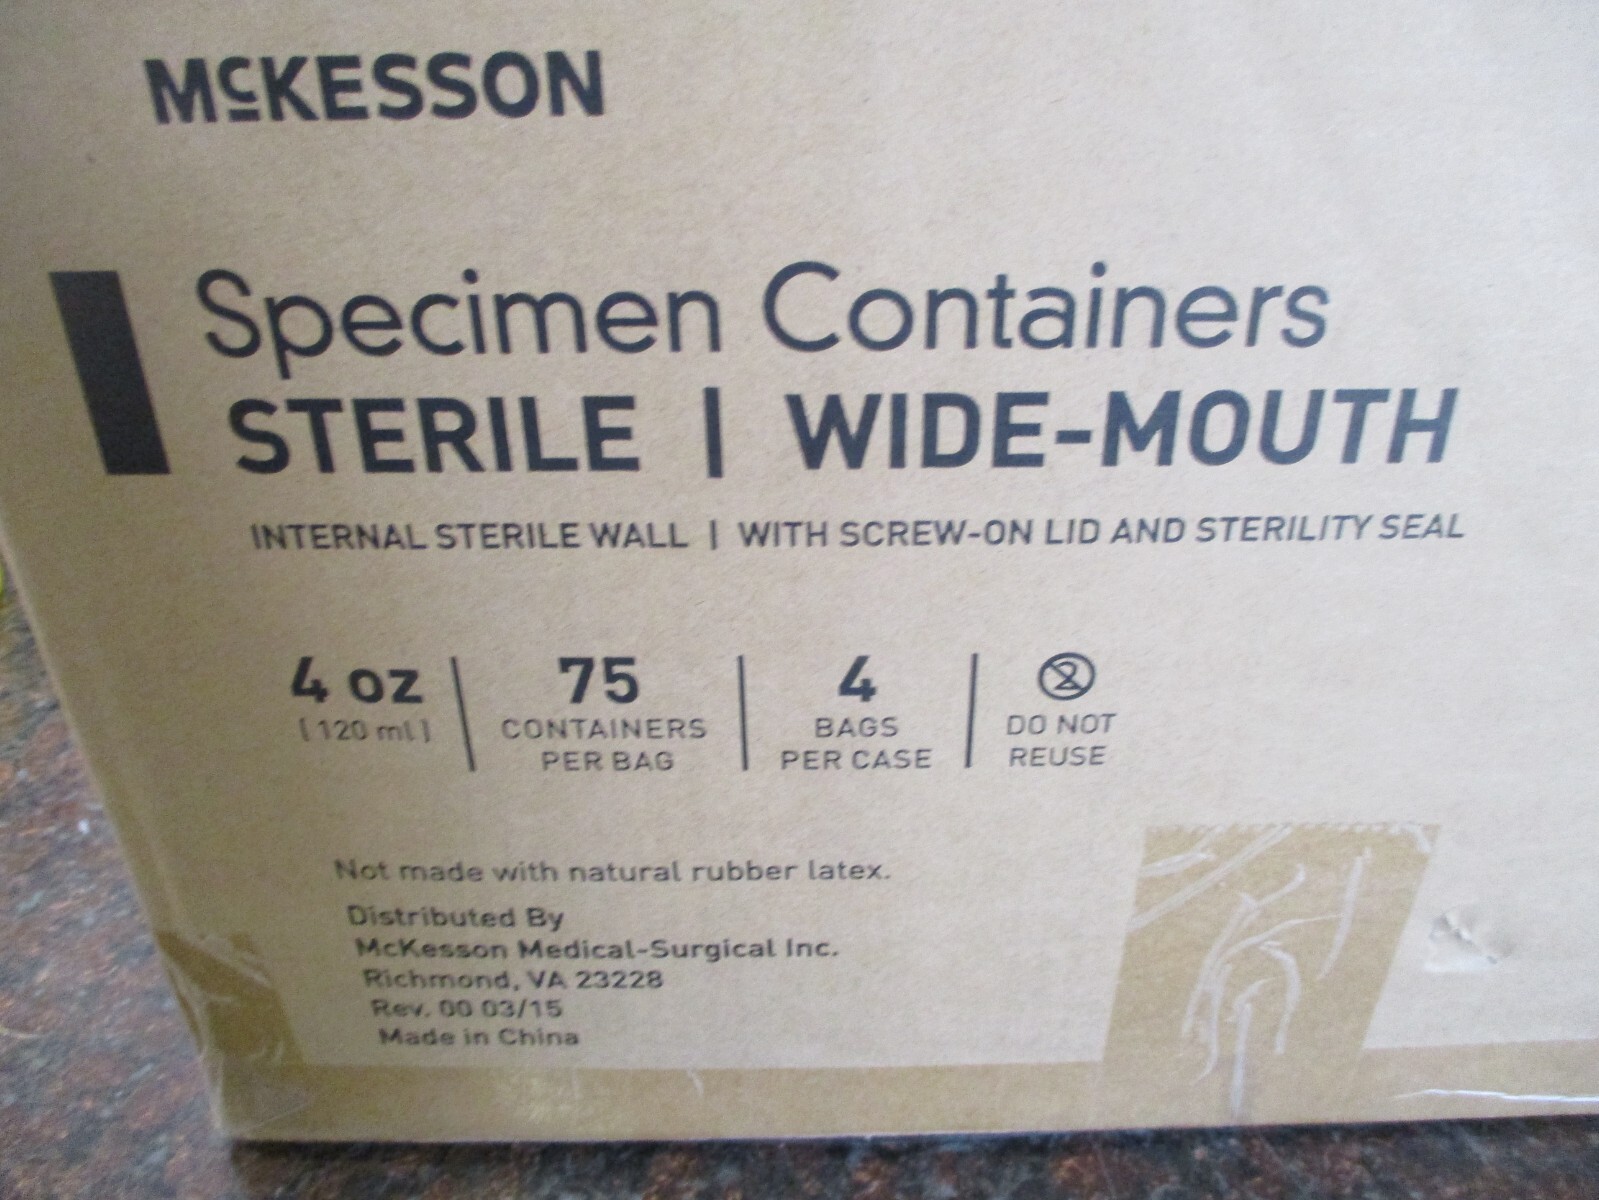 McKESSON
Specimen Containers
STERILE | WIDE-MOUTH
INTERNAL STERILE WALL | WITH SCREW-ON LID AND STERILITY SEAL
4 oz
[ 120 ml ]
75
CONTAINERS
PER BAG
4
BAGS
PER CASE
2
DO NOT
REUSE
Not made with natural rubber latex.
Distributed By
McKesson Medical-Surgical Inc.
Richmond, VA 23228
Rev. 00 03/15
Made in China